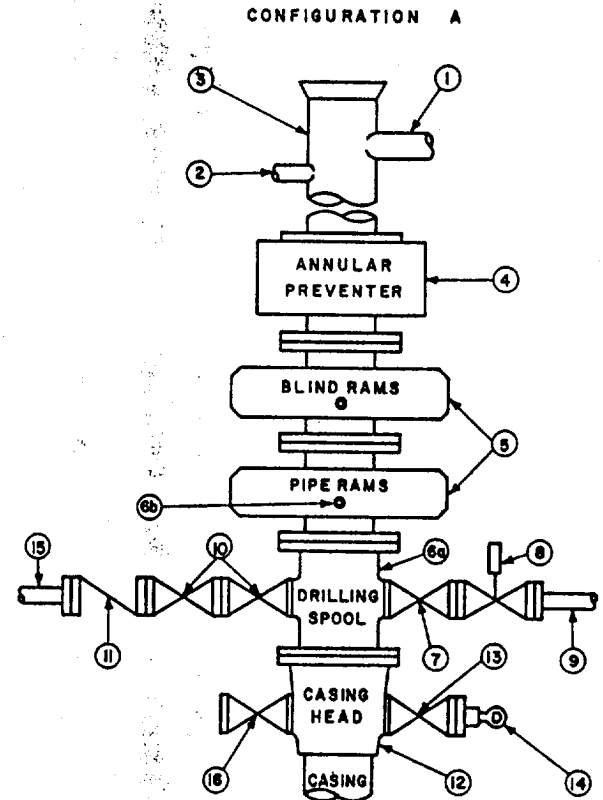 CONFIGURATION A
3
1
2
ANNULAR
PREVENTER
4
BLIND RAMS
5
PIPE RAMS
6b
6a
8
15
10
DRILLING
SPOOL
11
7
9
13
CASING
HEAD
16
12
14
CASING